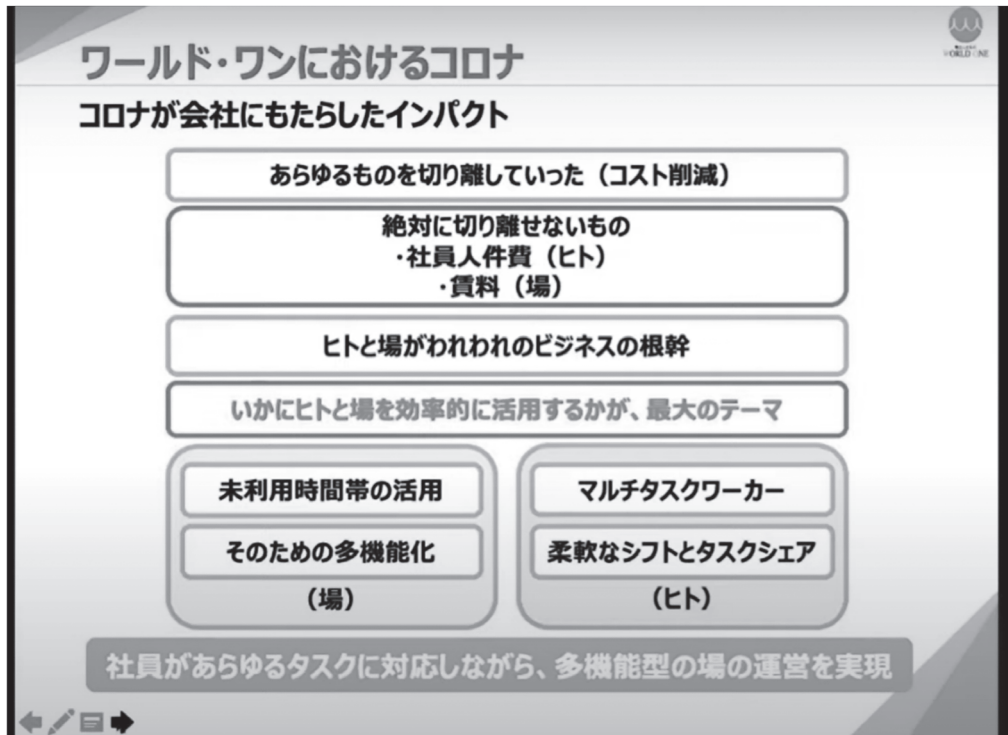 ワールド・ワンにおけるコロナ
WORLD ONE
コロナが会社にもたらしたインパクト
あらゆるものを切り離していった（コスト削減）
絶対に切り離せないもの
・社員人件費（ヒト）
・賃料（場）
ヒトと場がわれわれのビジネスの根幹
いかにヒトと場を効率的に活用するかが、最大のテーマ
未利用時間帯の活用
そのための多機能化
（場）
マルチタスクワーカー
柔軟なシフトとタスクシェア
（ヒト）
社員があらゆるタスクに対応しながら、多機能型の場の運営を実現